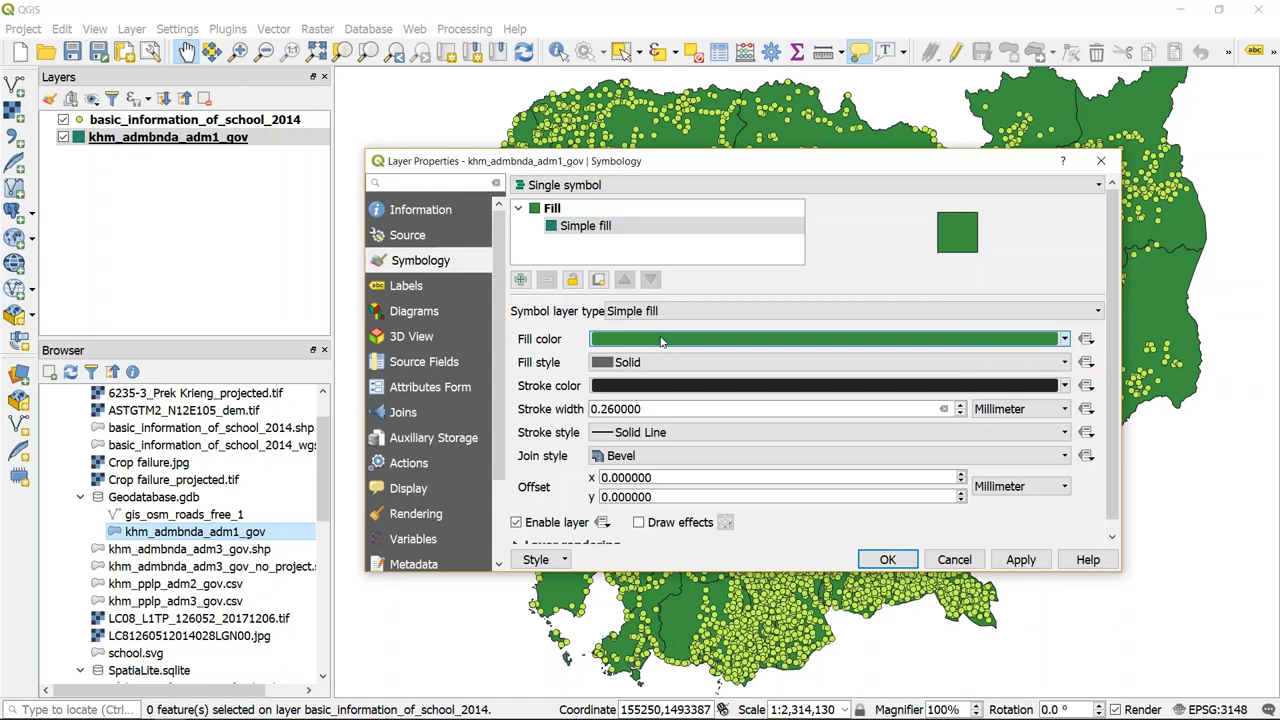 QGIS
Project Edit View Layer Settings Plugins Vector Raster Database Web Processing Help
Layers
basic_information_of_school_2014
khm_admbnda_adm1_gov
Browser
6235-3_Prek Krieng_projected.tif
ASTGTM2_N12E105_dem.tif
basic_information_of_school_2014.shp
basic_information_of_school_2014_wgs
Crop failure.jpg
Crop failure_projected.tif
Geodatabase.gdb
gis_osm_roads_free_1
khm_admbnda_adm1_gov
khm_admbnda_adm3_gov.shp
khm_admbnda_adm3_gov_no_project.s
khm_pplp_adm2_gov.csv
khm_pplp_adm3_gov.csv
LC08_L1TP_126052_20171206.tif
LC81260512014028LGN00.jpg
school.svg
SpatiaLite.sqlite
Layer Properties - khm_admbnda_adm1_gov | Symbology
Information
Source
Symbology
abc Labels
Diagrams
3D View
Source Fields
Attributes Form
Joins
Auxiliary Storage
Actions
Display
Rendering
Variables
Metadata
Single symbol
Fill
Simple fill
Symbol layer type Simple fill
Fill color
Fill style Solid
Stroke color
Stroke width 0.260000 Millimeter
Stroke style Solid Line
Join style Bevel
Offset x 0.000000 Millimeter
y 0.000000
Enable layer Draw effects
Layer rendering
Style OK Cancel Apply Help
Type to locate (Ctrl... 0 feature(s) selected on layer basic_information_of_school_2014. Coordinate 155250,1493387 Scale 1:2,314,130 Magnifier 100% Rotation 0.0 ° Render EPSG:3148